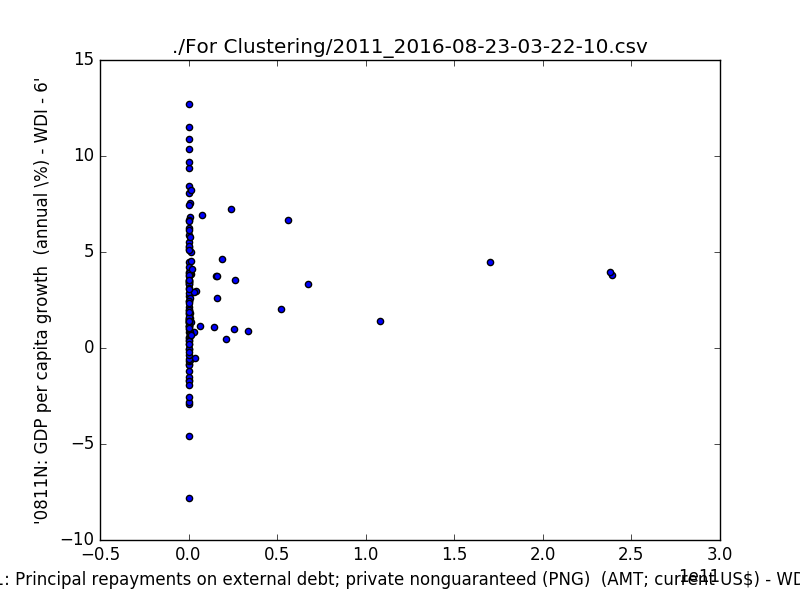 ./For Clustering/2011_2016-08-23-03-22-10.csv
'0811N: GDP per capita growth  (annual \%) - WDI - 6'
15
10
5
0
−5
−10
−0.5 0.0 0.5 1.0 1.5 2.0 2.5 3.0
1e11
: Principal repayments on external debt; private nonguaranteed (PNG)  (AMT; current US$) - WD